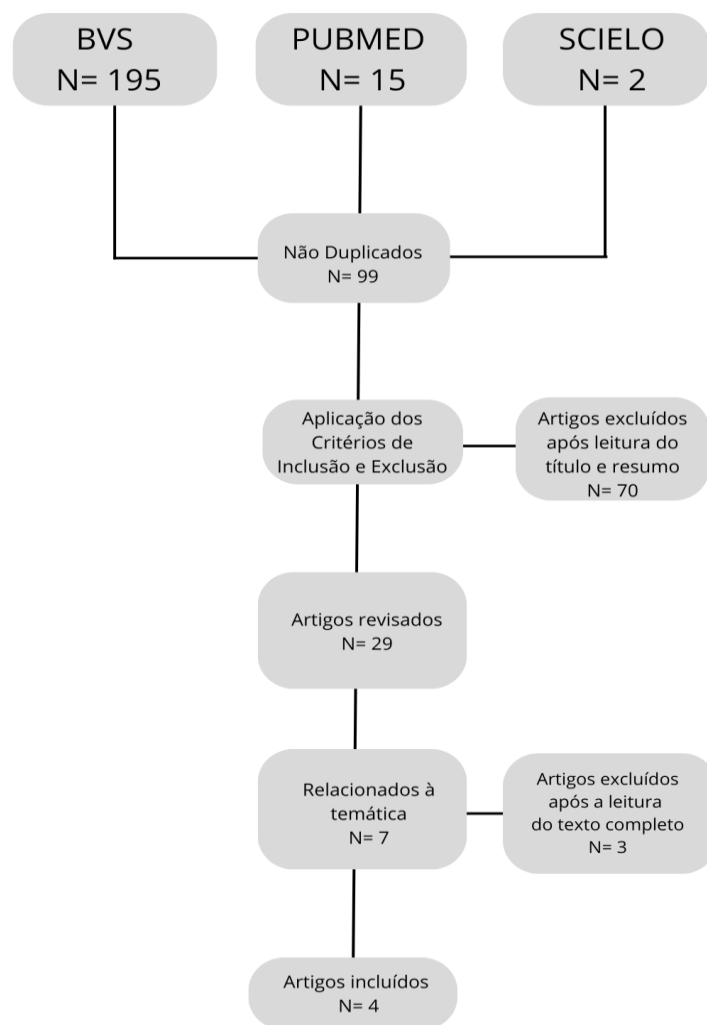 BVS
N= 195
PUBMED
N= 15
SCIELO
N= 2
Não Duplicados
N= 99
Aplicação dos
Critérios de
Inclusão e Exclusão
Artigos excluídos
após leitura do
título e resumo
N= 70
Artigos revisados
N= 29
Relacionados à
temática
N= 7
Artigos excluídos
após a leitura
do texto completo
N= 3
Artigos incluídos
N= 4